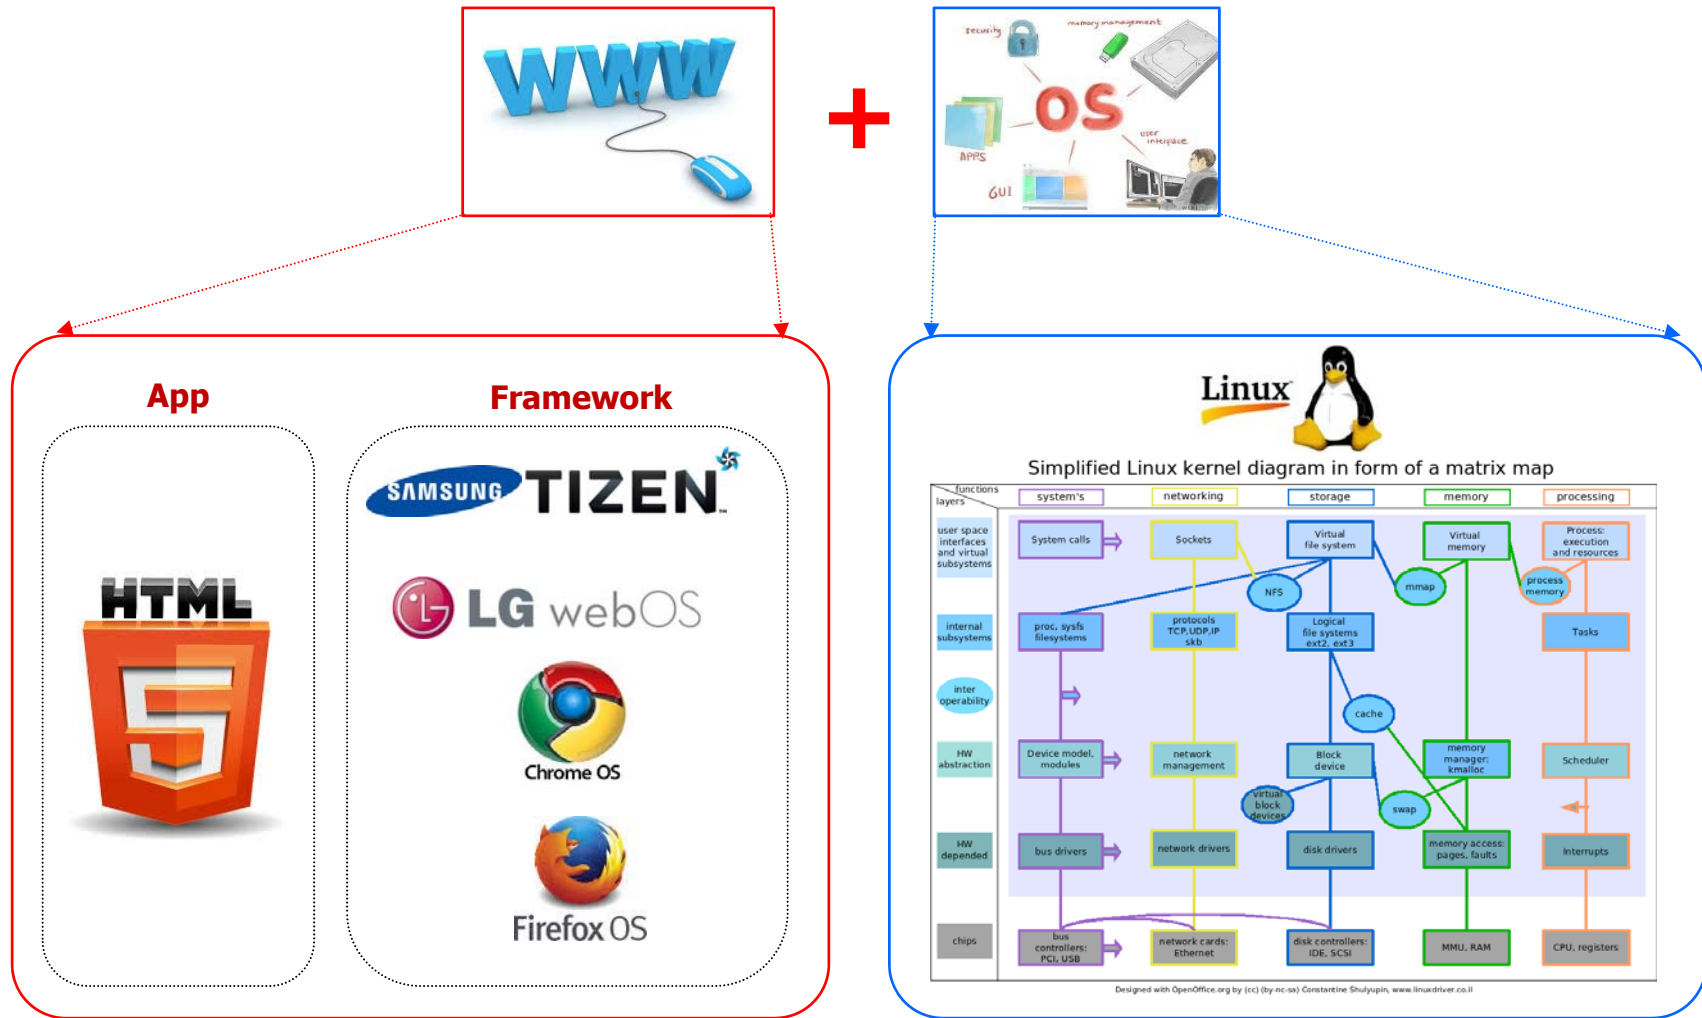 WWW
security
memory management
OS
APPS
user
interface
GUI
App
Framework
SAMSUNG TIZEN™
HTML
5
LG LG webOS
Chrome OS
Firefox OS
Linux
Simplified Linux kernel diagram in form of a matrix map
functions
layers
system's
networking
storage
memory
processing
user space
interfaces
and virtual
subsystems
System calls
Sockets
Virtual
file system
Virtual
memory
Process:
execution
and resources
NFS
mmap
process
memory
internal
subsystems
proc, sysfs
filesystems
protocols
TCP,UDP,IP
skb
Logical
file systems
ext2, ext3
Tasks
inter
operability
cache
HW
abstraction
Device model,
modules
network
management
Block
device
memory
manager:
kmalloc
Scheduler
virtual
block
devices
swap
HW
depended
bus drivers
network drivers
disk drivers
memory access:
pages, faults
Interrupts
chips
bus
controllers:
PCI, USB
network cards:
Ethernet
disk controllers:
IDE, SCSI
MMU, RAM
CPU, registers
Designed with OpenOffice.org by (cc) (by-nc-sa) Constantine Shulyupin, www.linuxdriver.co.il